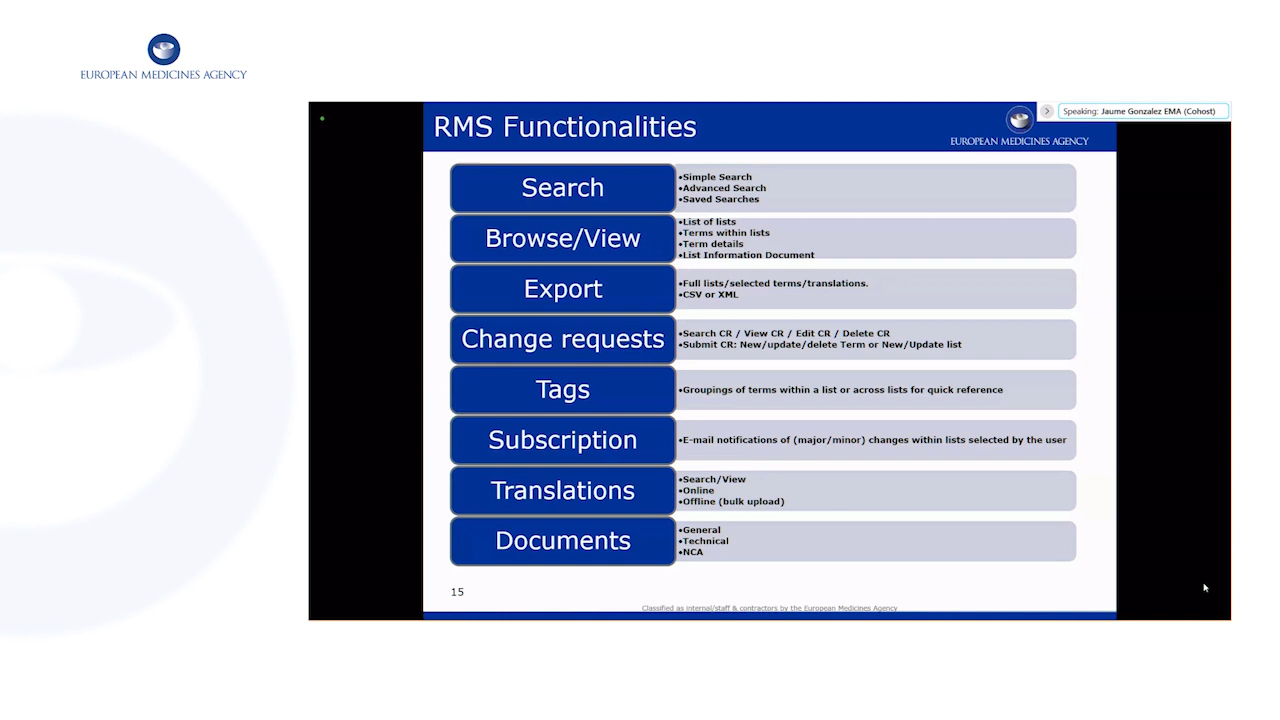 EUROPEAN MEDICINES AGENCY
Speaking: Jaume Gonzalez EMA (Cohost)
RMS Functionalities
EUROPEAN MEDICINES AGENCY
Search
•Simple Search
•Advanced Search
•Saved Searches
Browse/View
•List of lists
•Terms within lists
•Term details
•List Information Document
Export
•Full lists/selected terms/translations.
•CSV or XML
Change requests
•Search CR / View CR / Edit CR / Delete CR
•Submit CR: New/update/delete Term or New/Update list
Tags
•Groupings of terms within a list or across lists for quick reference
Subscription
•E-mail notifications of (major/minor) changes within lists selected by the user
Translations
•Search/View
•Online
•Offline (bulk upload)
Documents
•General
•Technical
•NCA
15
Classified as internal/staff & contractors by the European Medicines Agency